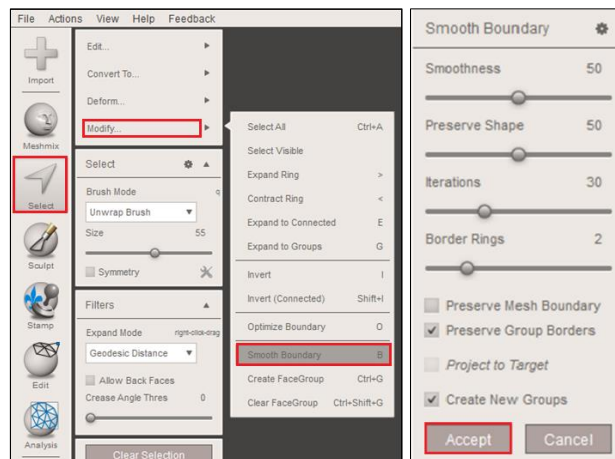 File Actions View Help Feedback
Import
Meshmix
Select
Sculpt
Stamp
Edit
Analysis
Edit...
Convert To...
Deform...
Modify...
Select
Brush Mode q
Unwrap Brush
Size 55
Symmetry
Filters
Expand Mode right-click-drag
Geodesic Distance
Allow Back Faces
Crease Angle Thres 0
Clear Selection
Select All Ctrl+A
Select Visible
Expand Ring >
Contract Ring <
Expand to Connected E
Expand to Groups G
Invert I
Invert (Connected) Shift+I
Optimize Boundary O
Smooth Boundary B
Create FaceGroup Ctrl+G
Clear FaceGroup Ctrl+Shift+G
Smooth Boundary
Smoothness 50
Preserve Shape 50
Iterations 30
Border Rings 2
Preserve Mesh Boundary
Preserve Group Borders
Project to Target
Create New Groups
Accept Cancel